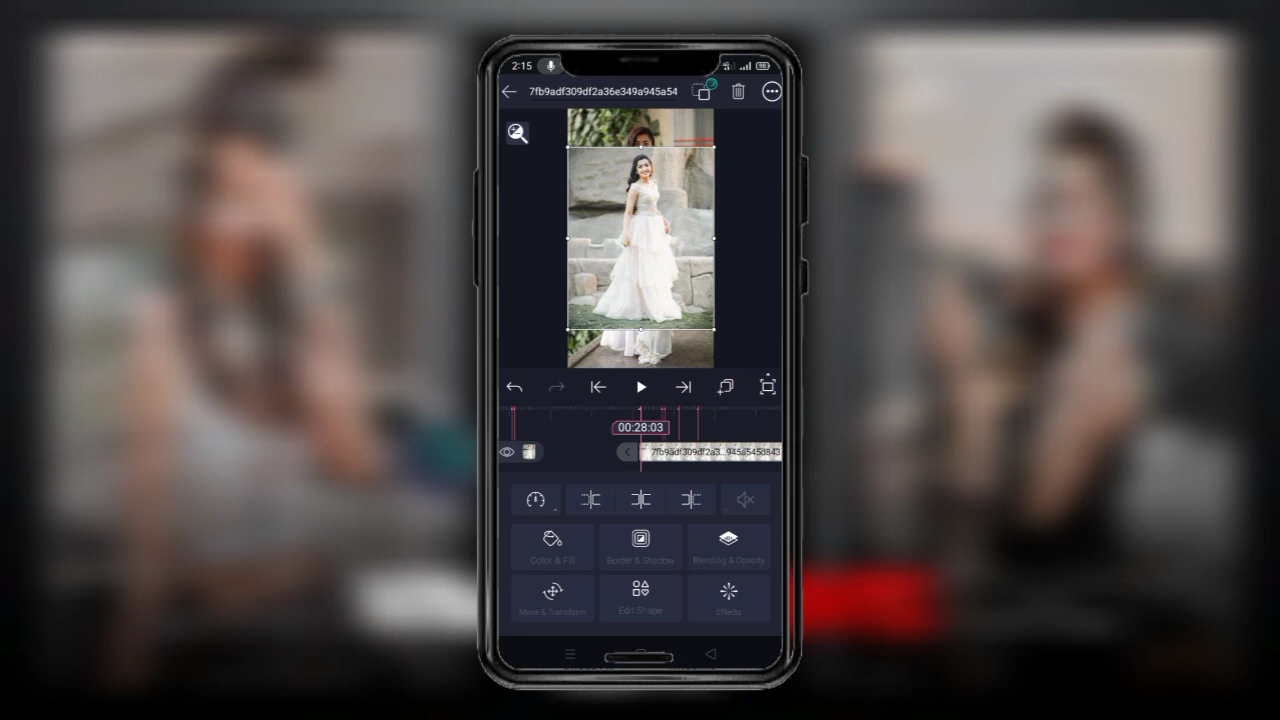 2:15
98
7fb9adf309df2a36e349a945a54
00:28:03
7fb9adf309df2a3...945a545d843
Color & Fill
Border & Shadow
Blending & Opacity
Move & Transform
Edit Shape
Effects